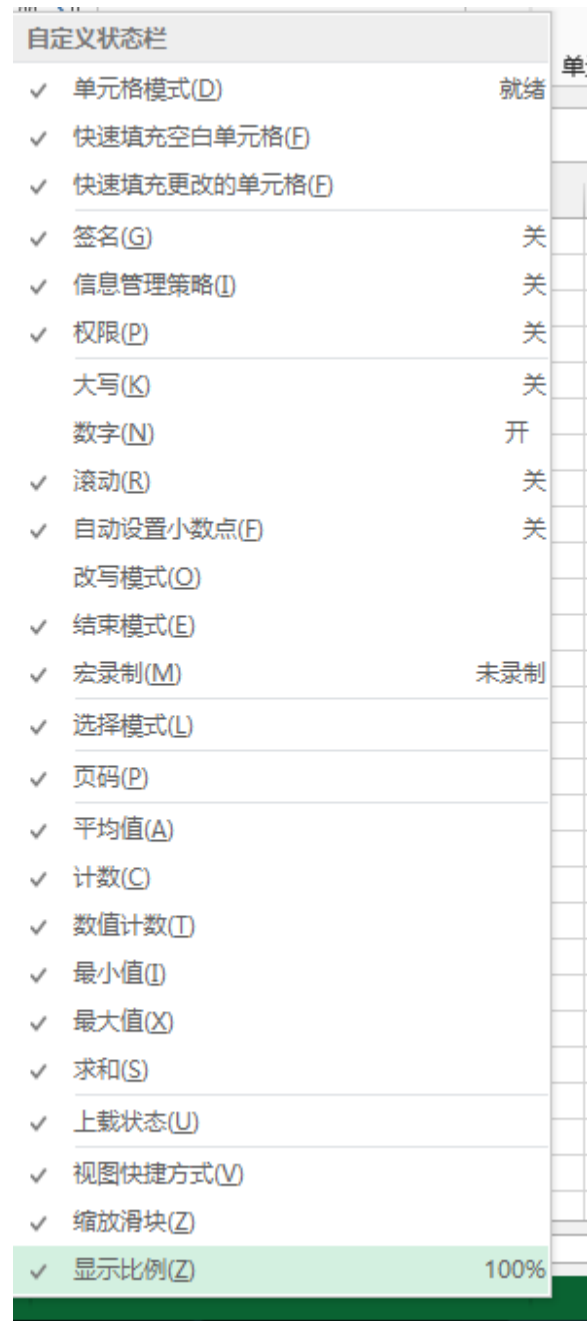 自定义状态栏
单元格模式(D) 就绪
快速填充空白单元格(F)
快速填充更改的单元格(F)
签名(G) 关
信息管理策略(I) 关
权限(P) 关
大写(K) 关
数字(N) 开
滚动(R) 关
自动设置小数点(F) 关
改写模式(O)
结束模式(E)
宏录制(M) 未录制
选择模式(L)
页码(P)
平均值(A)
计数(C)
数值计数(T)
最小值(I)
最大值(X)
求和(S)
上载状态(U)
视图快捷方式(V)
缩放滑块(Z)
显示比例(Z) 100%
单